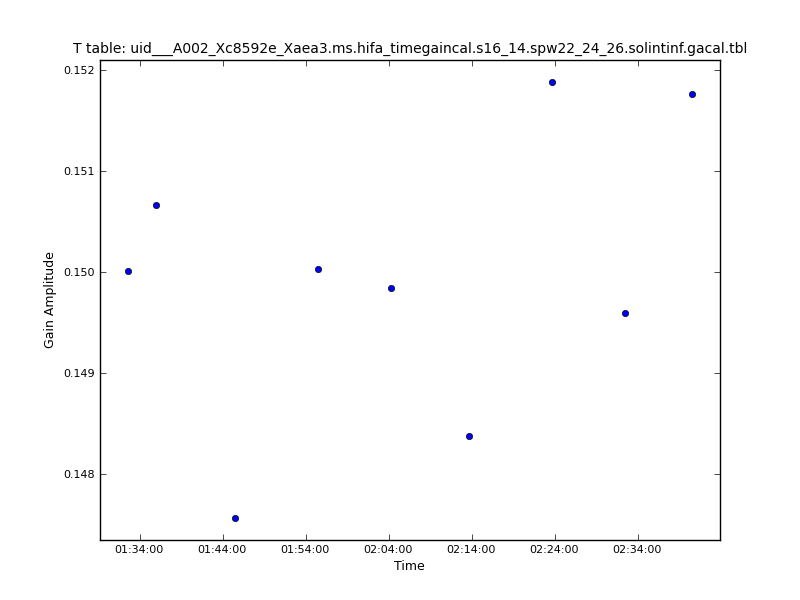 T table: uid___A002_Xc8592e_Xaea3.ms.hifa_timegaincal.s16_14.spw22_24_26.solintinf.gacal.tbl
0.152
0.151
0.150
0.149
0.148
Gain Amplitude
01:34:00 01:44:00 01:54:00 02:04:00 02:14:00 02:24:00 02:34:00
Time